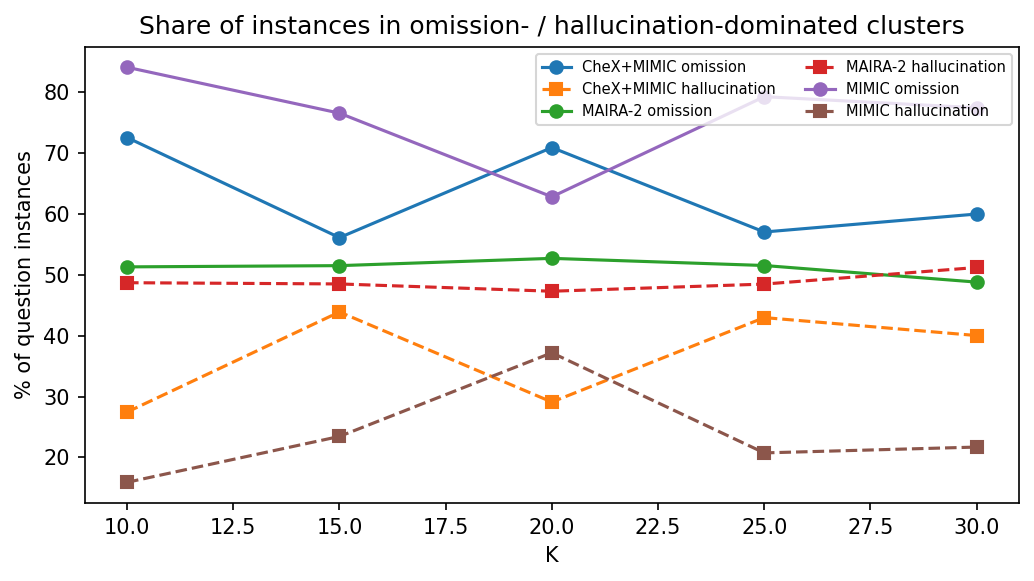 Share of instances in omission- / hallucination-dominated clusters
CheX+MIMIC omission
CheX+MIMIC hallucination
MAIRA-2 omission
MAIRA-2 hallucination
MIMIC omission
MIMIC hallucination
% of question instances
80
70
60
50
40
30
20
10.0 12.5 15.0 17.5 20.0 22.5 25.0 27.5 30.0
K